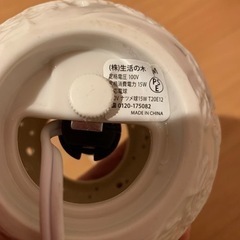 (株)生活の木
定格電圧 100V
定格消費電力 15W
ナツメ球15W T20E12
0120-175082
MADE IN CHINA
PSE